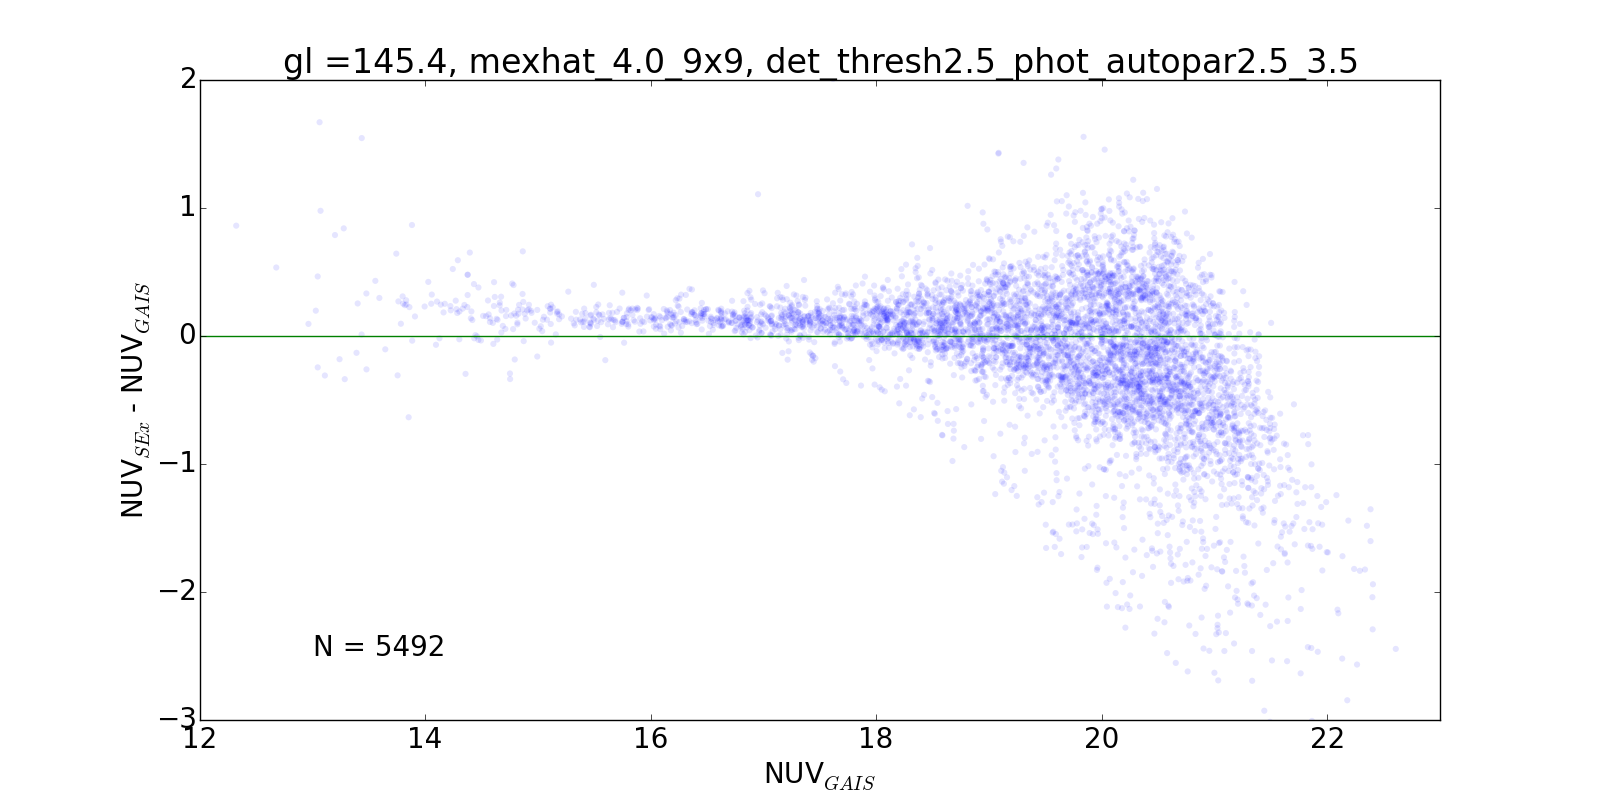 gl =145.4, mexhat_4.0_9x9, det_thresh2.5_phot_autopar2.5_3.5
2
1
0
−1
−2
−3
NUV_SEx - NUV_GAIS
N = 5492
12 14 16 18 20 22
NUV_GAIS